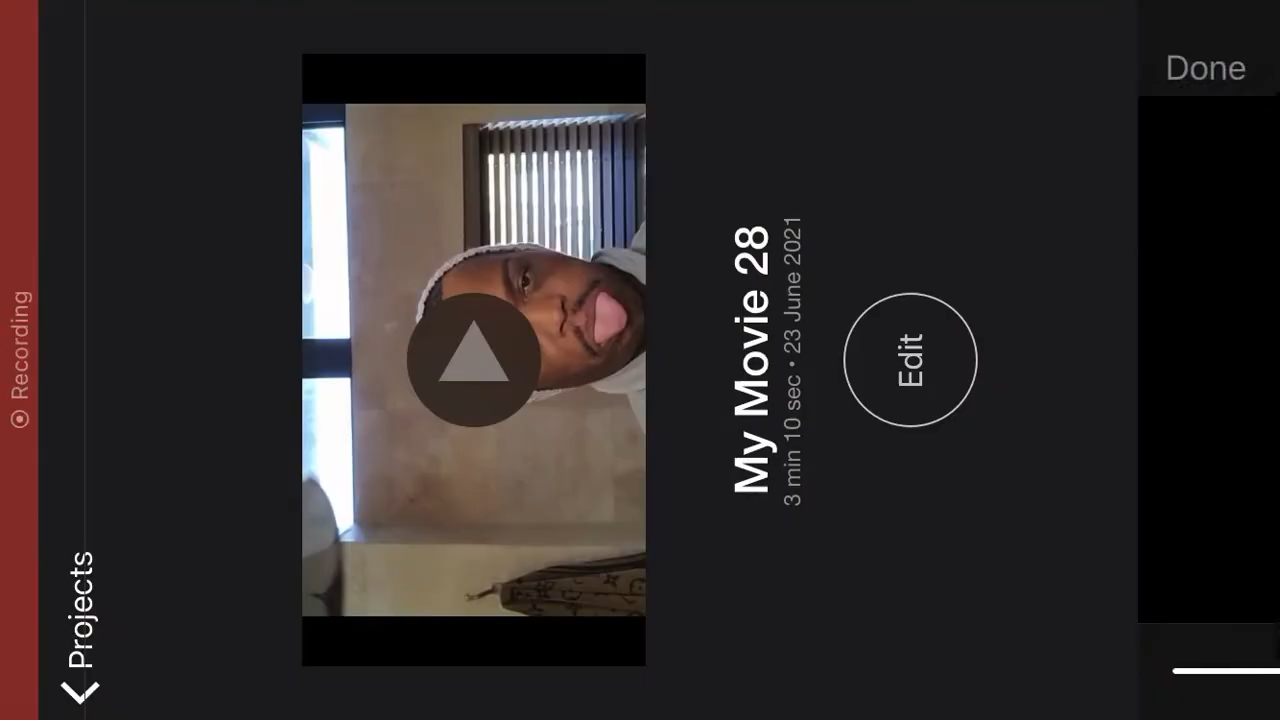 Recording
Projects
My Movie 28
3 min 10 sec • 23 June 2021
Edit
Done